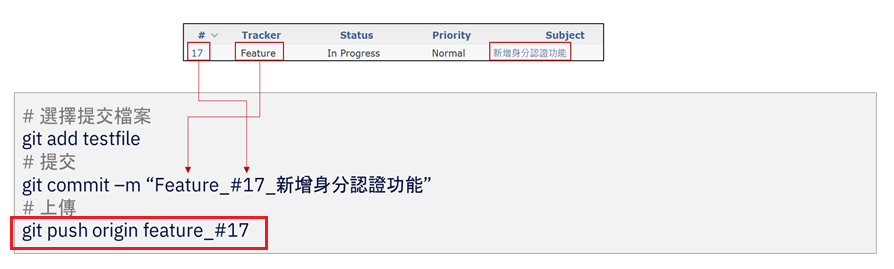 # Tracker Status Priority Subject
17 Feature In Progress Normal 新增身分認證功能
# 選擇提交檔案
git add testfile
# 提交
git commit –m “Feature_#17_新增身分認證功能”
# 上傳
git push origin feature_#17